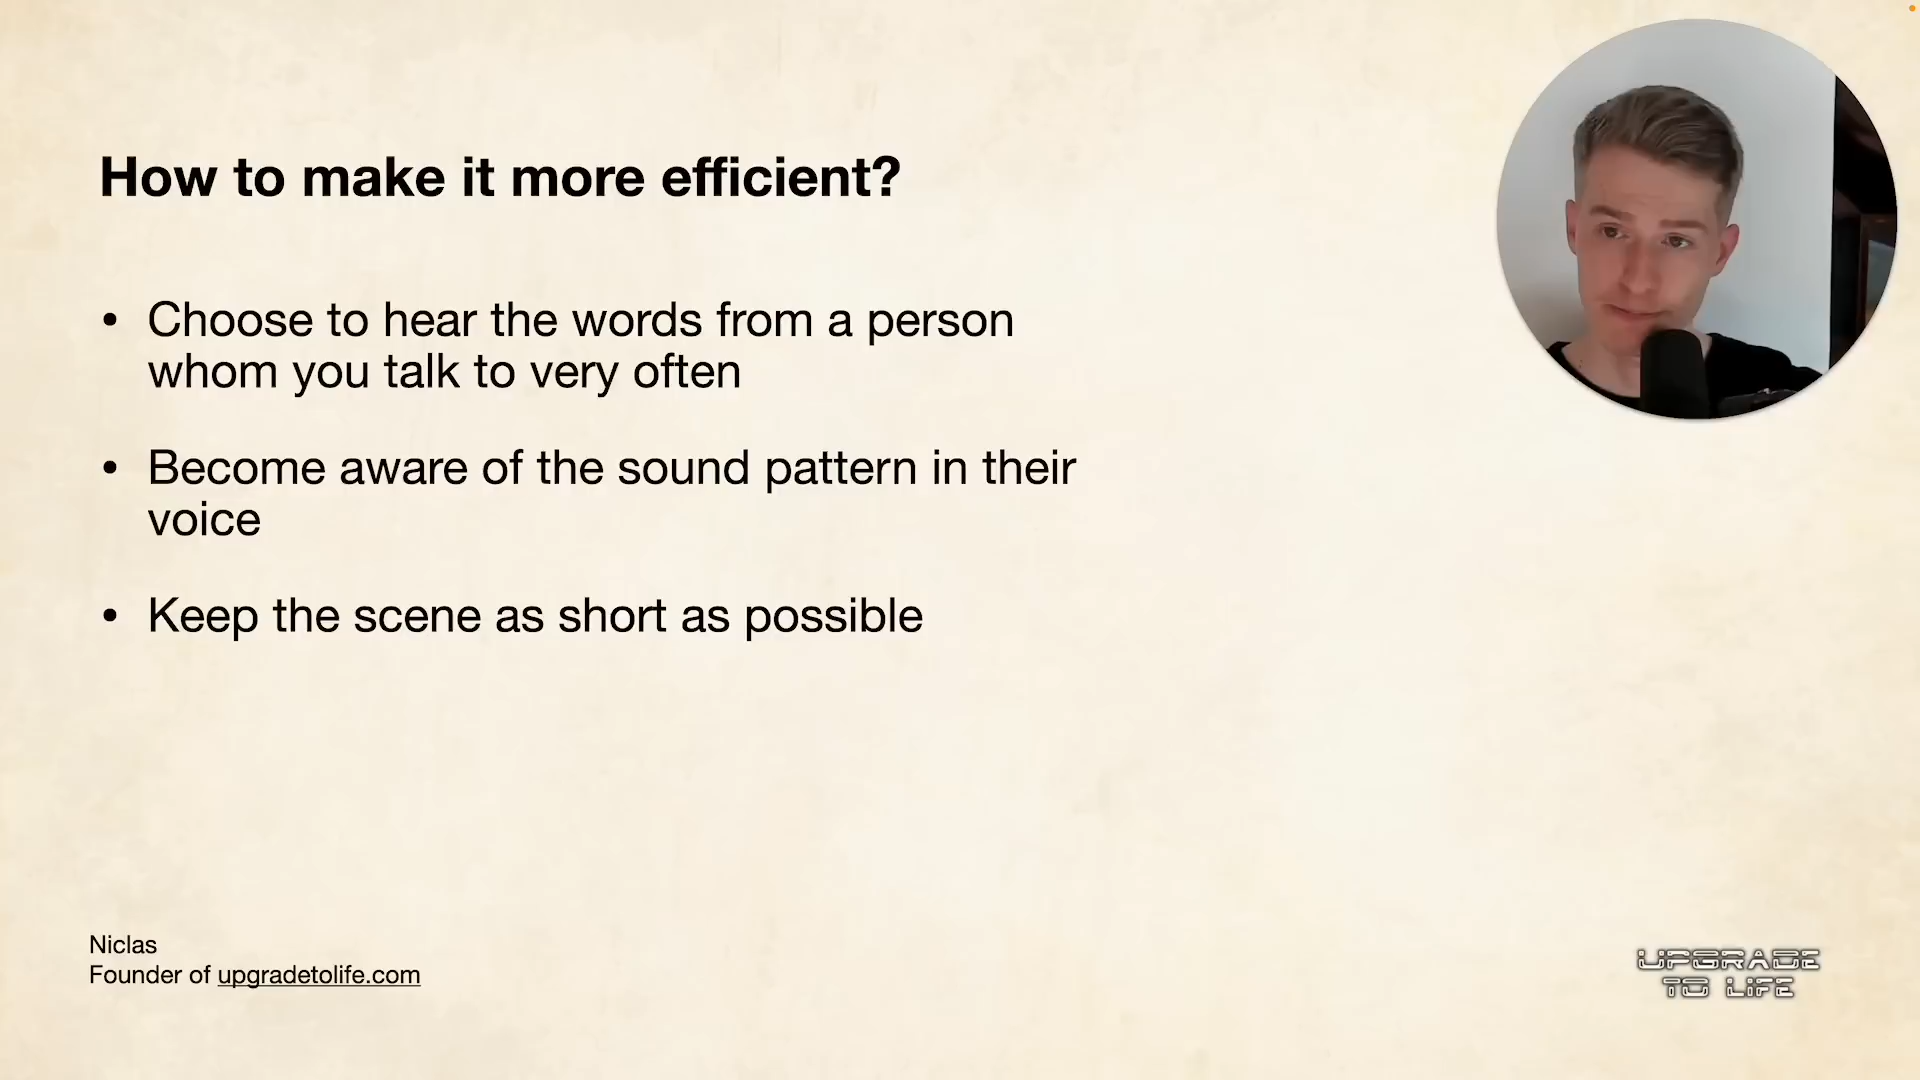 How to make it more efficient?
• Choose to hear the words from a person
whom you talk to very often
• Become aware of the sound pattern in their
voice
• Keep the scene as short as possible
Niclas
Founder of upgradetolife.com
UPGRADE
TO LIFE